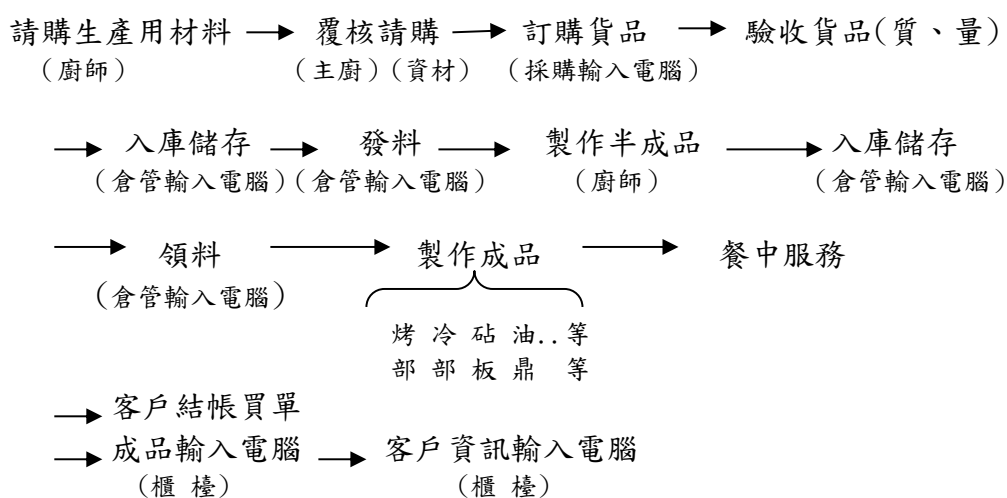 請購生產用材料 → 覆核請購 → 訂購貨品 → 驗收貨品(質、量)
(廚師) (主廚)(資材) (採購輸入電腦)
→ 入庫儲存 → 發料 → 製作半成品 → 入庫儲存
(倉管輸入電腦)(倉管輸入電腦) (廚師) (倉管輸入電腦)
→ 領料 → 製作成品 → 餐中服務
(倉管輸入電腦)
烤 冷 砧 油..等
部 部 板 鼎 等
→ 客戶結帳買單
→ 成品輸入電腦 → 客戶資訊輸入電腦
(櫃 檯) (櫃 檯)